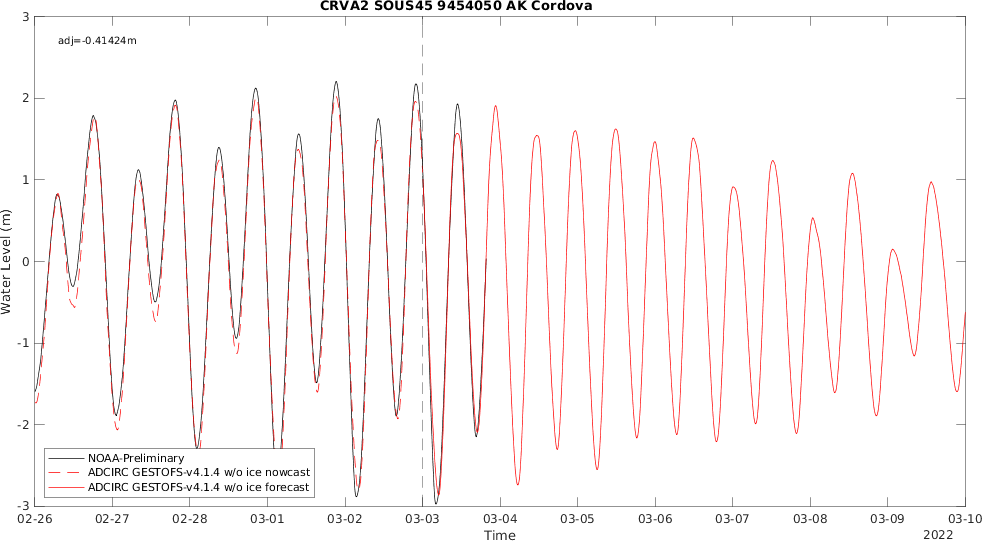 CRVA2 SOUS45 9454050 AK Cordova
adj=-0.41424m
3
2
1
0
-1
-2
-3
Water Level (m)
NOAA-Preliminary
ADCIRC GESTOFS-v4.1.4 w/o ice nowcast
ADCIRC GESTOFS-v4.1.4 w/o ice forecast
02-26 02-27 02-28 03-01 03-02 03-03 03-04 03-05 03-06 03-07 03-08 03-09 03-10
Time
2022